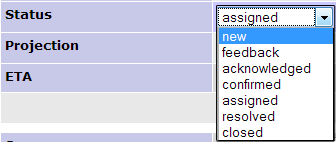 Status
assigned
new
Projection
feedback
acknowledged
ETA
confirmed
assigned
resolved
closed